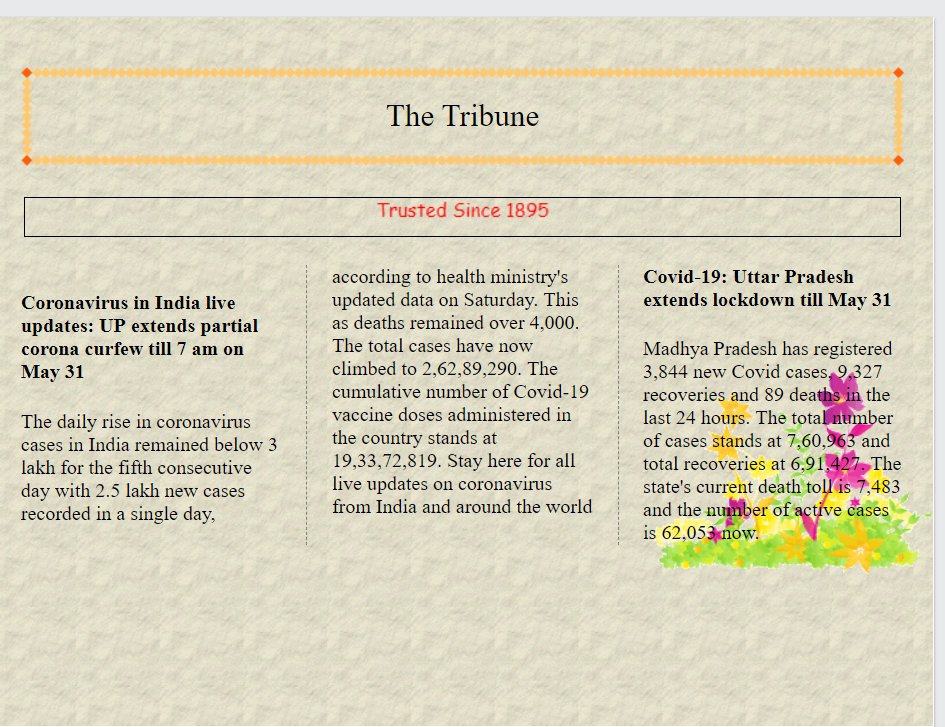 The Tribune
Trusted Since 1895
Coronavirus in India live
updates: UP extends partial
corona curfew till 7 am on
May 31
The daily rise in coronavirus
cases in India remained below 3
lakh for the fifth consecutive
day with 2.5 lakh new cases
recorded in a single day,
according to health ministry's
updated data on Saturday. This
as deaths remained over 4,000.
The total cases have now
climbed to 2,62,89,290. The
cumulative number of Covid-19
vaccine doses administered in
the country stands at
19,33,72,819. Stay here for all
live updates on coronavirus
from India and around the world
Covid-19: Uttar Pradesh
extends lockdown till May 31
Madhya Pradesh has registered
3,844 new Covid cases, 9,327
recoveries and 89 deaths in the
last 24 hours. The total number
of cases stands at 7,60,963 and
total recoveries at 6,91,427. The
state's current death toll is 7,483
and the number of active cases
is 62,053 now.